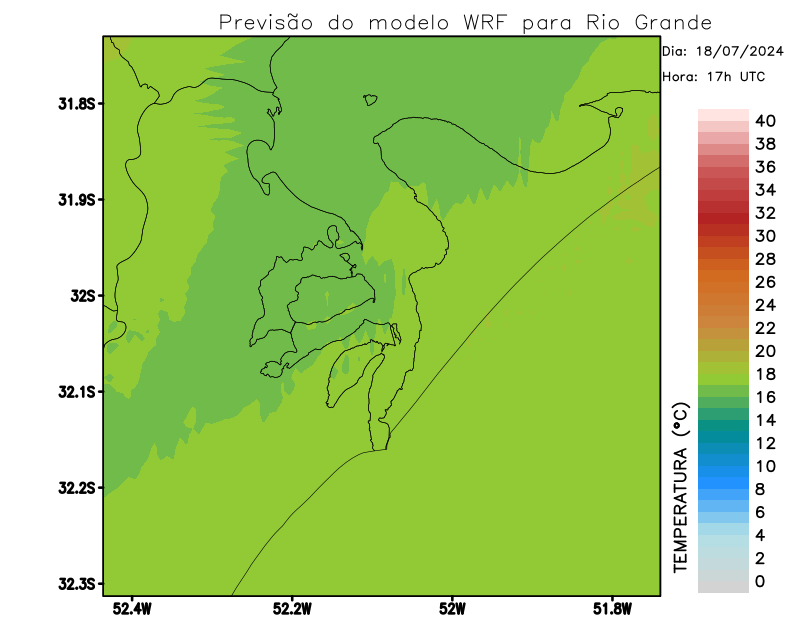 Previsão do modelo WRF para Rio Grande
Dia: 18/07/2024
Hora: 17h UTC
31.8S
31.9S
32S
32.1S
32.2S
32.3S
52.4W
52.2W
52W
51.8W
TEMPERATURA (°C)
40
38
36
34
32
30
28
26
24
22
20
18
16
14
12
10
8
6
4
2
0